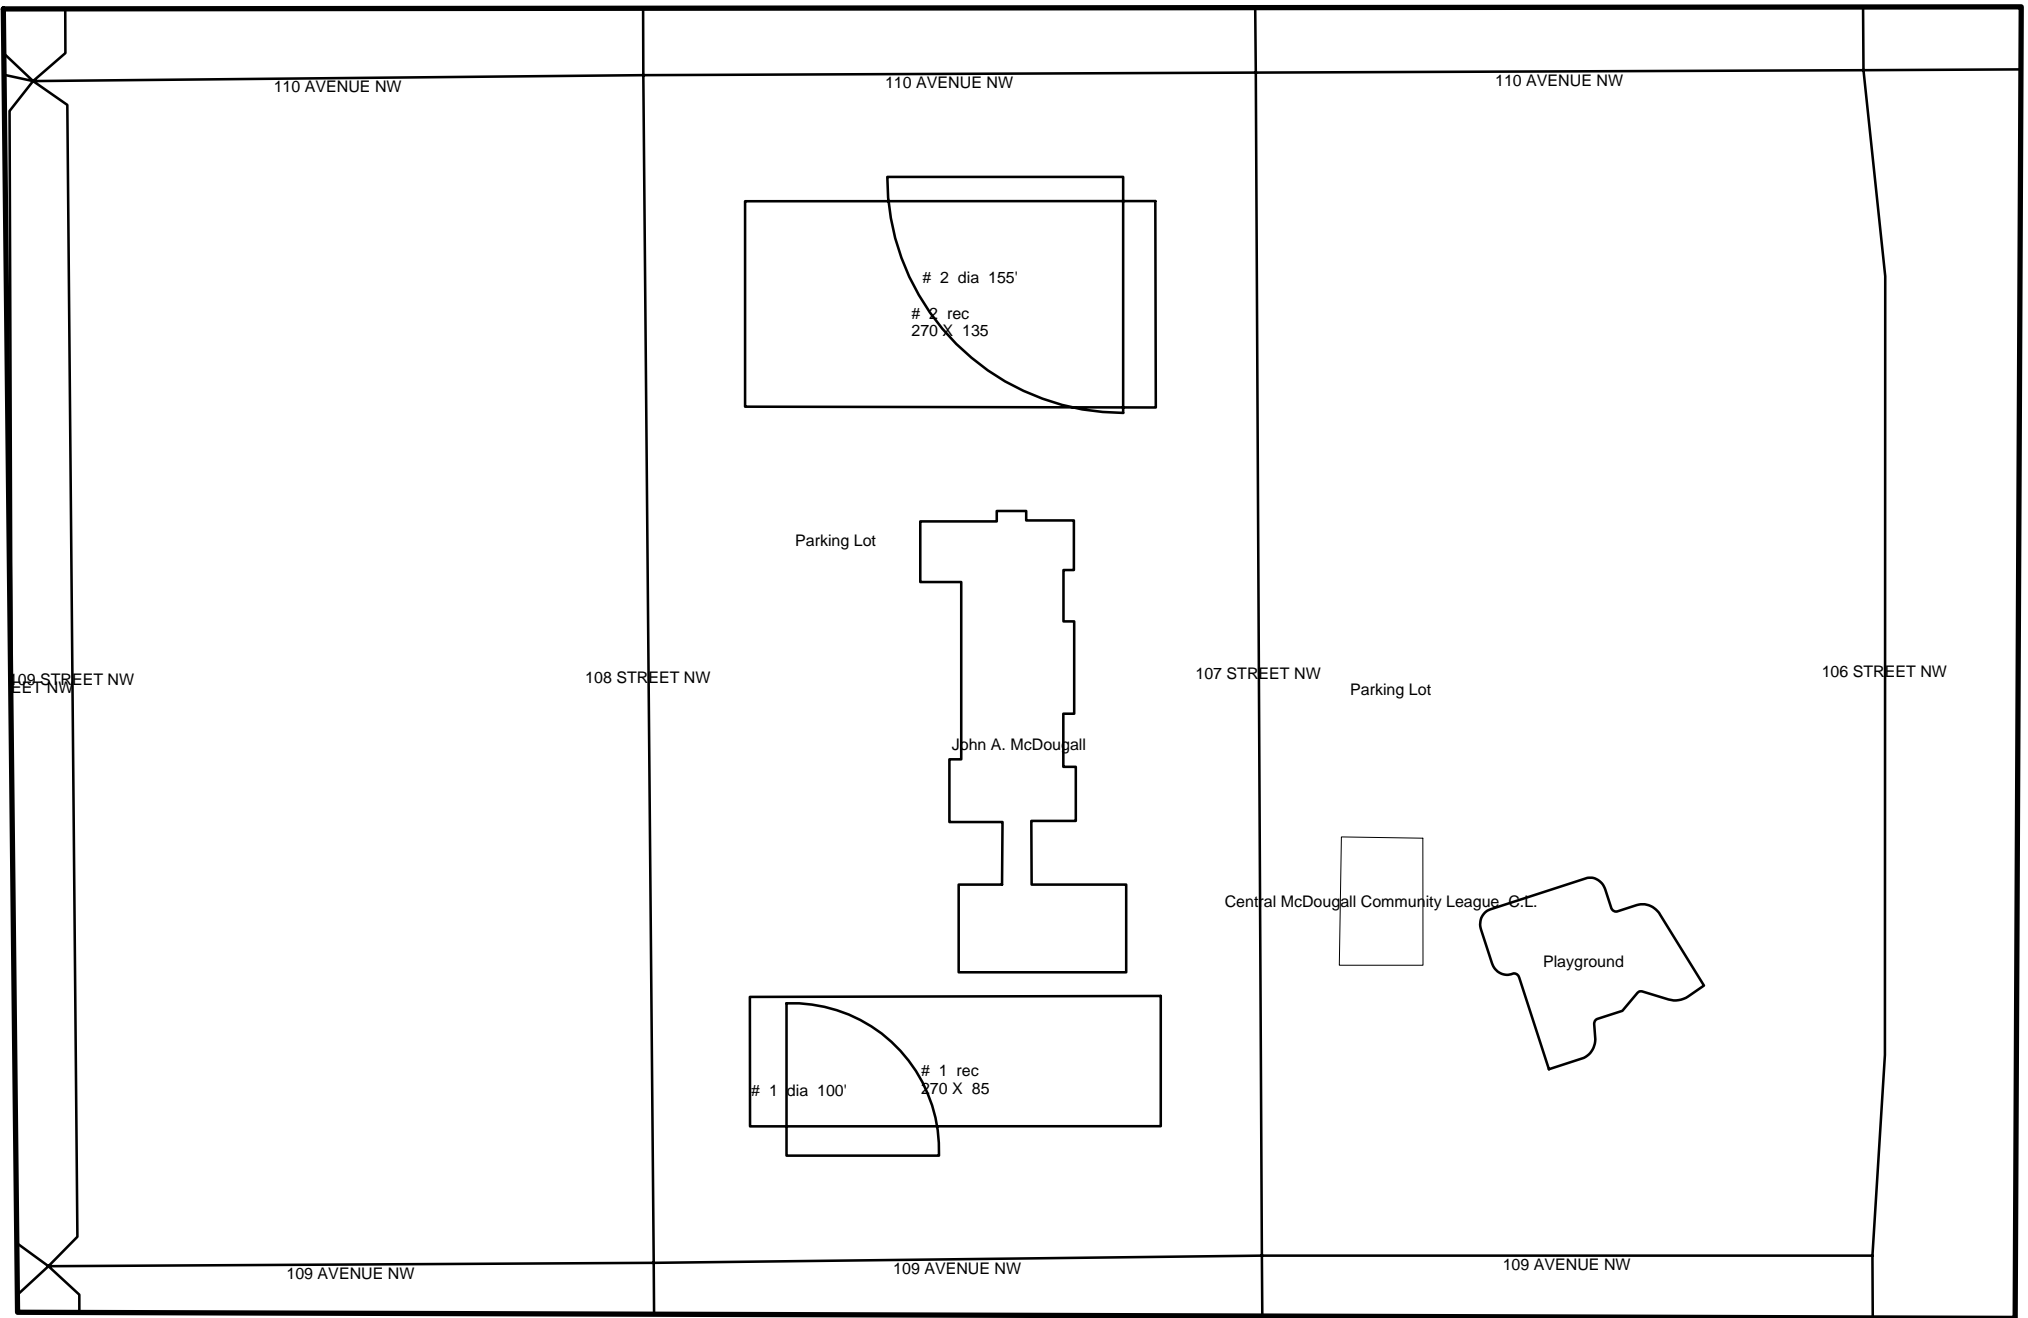 110 AVENUE NW
110 AVENUE NW
110 AVENUE NW
# 2 dia 155'
# 2 rec
270 X 135
Parking Lot
109 STREET NW
EET NW
108 STREET NW
107 STREET NW
106 STREET NW
Parking Lot
John A. McDougall
Central McDougall Community League C.L.
Playground
# 1 rec
270 X 85
# 1 dia 100'
109 AVENUE NW
109 AVENUE NW
109 AVENUE NW